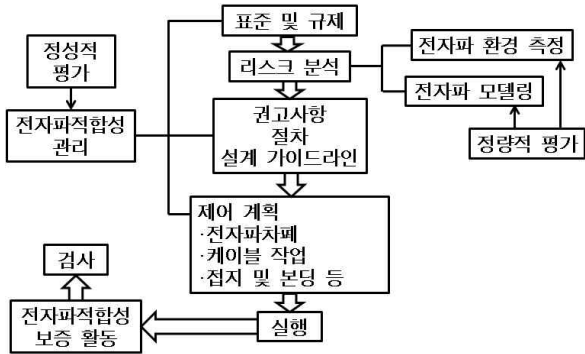 표준 및 규제
정성적
평가
리스크 분석
전자파 환경 측정
전자파 모델링
전자파적합성
관리
권고사항
절차
설계 가이드라인
정량적 평가
제어 계획
·전자파차폐
·케이블 작업
·접지 및 본딩 등
검사
전자파적합성
보증 활동
실행